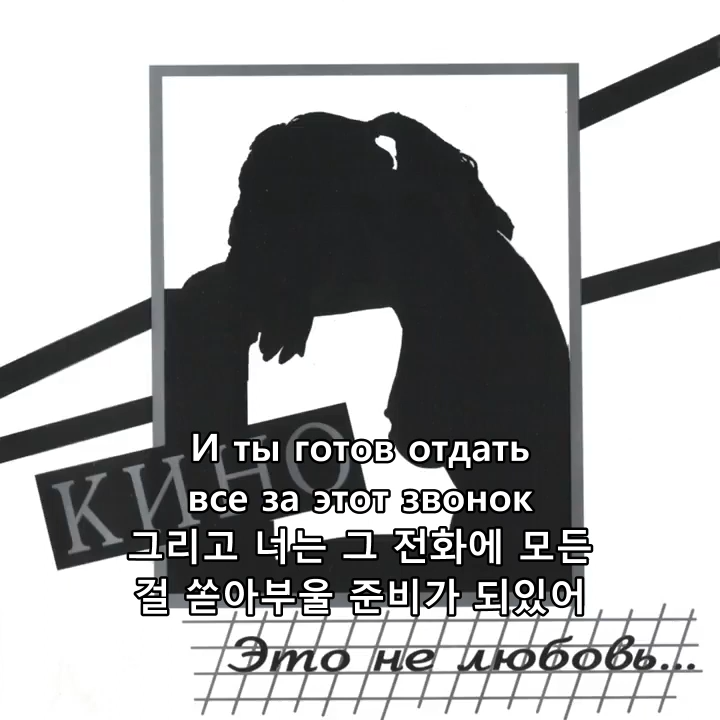 КИНО
И ты готов отдать
все за этот звонок
그리고 너는 그 전화에 모든
걸 쏟아부울 준비가 되있어
Это не любовь...